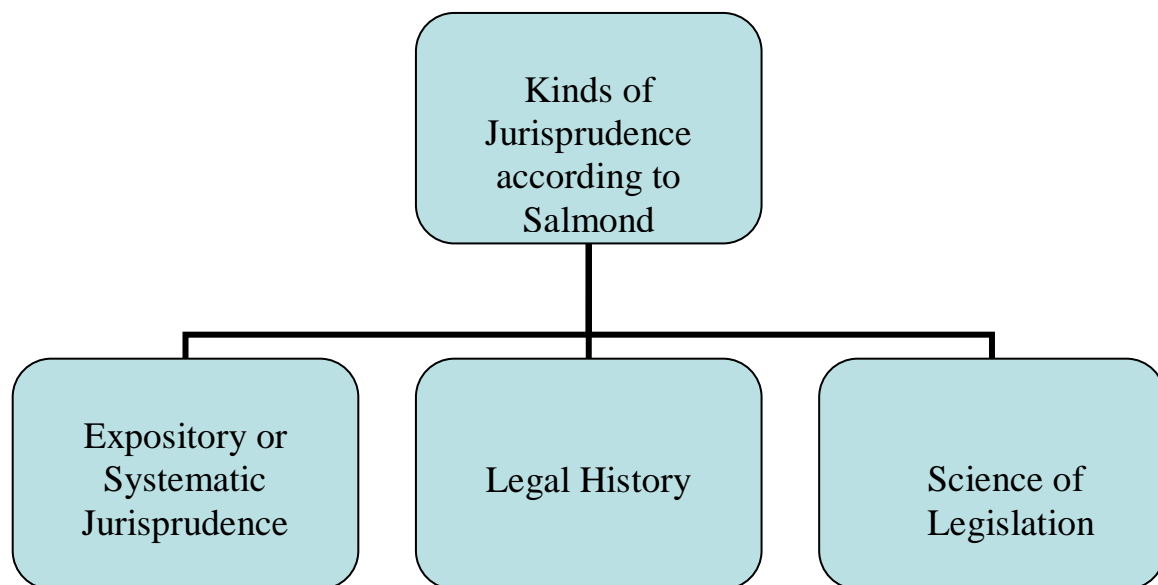 Kinds of
Jurisprudence
according to
Salmond
Expository or
Systematic
Jurisprudence
Legal History
Science of
Legislation